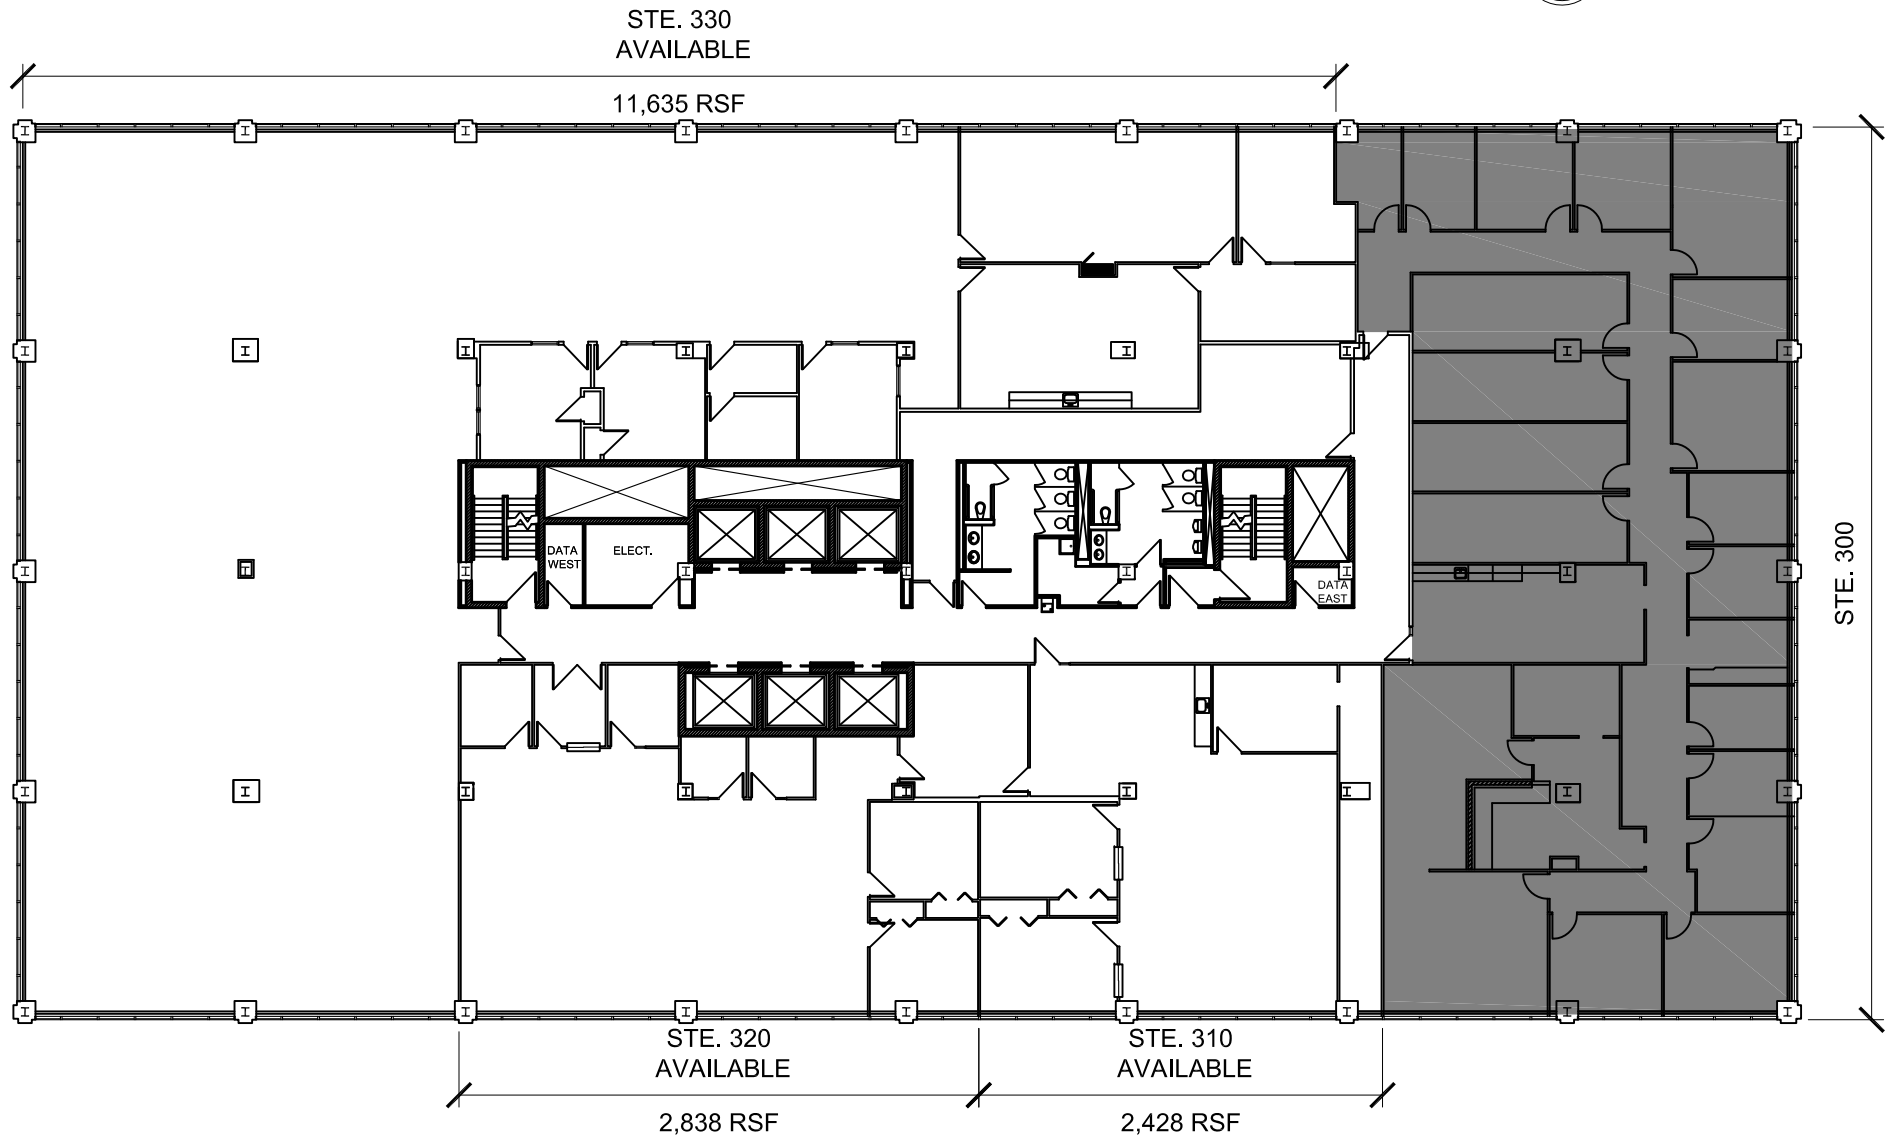 STE. 330
AVAILABLE
11,635 RSF
DATA
WEST
ELECT.
DATA
EAST
STE. 300
STE. 320
AVAILABLE
2,838 RSF
STE. 310
AVAILABLE
2,428 RSF